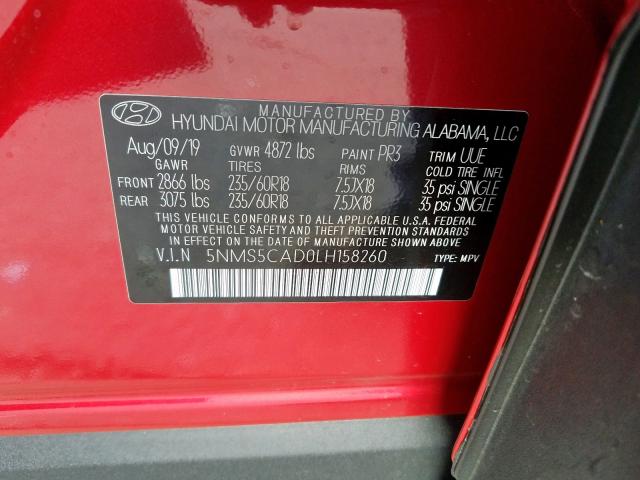 MANUFACTURED BY
HYUNDAI MOTOR MANUFACTURING ALABAMA, LLC
Aug/09/19 GVWR 4872 lbs PAINT PR3 TRIM UUE
GAWR TIRES RIMS COLD TIRE INFL
FRONT 2866 lbs 235/60R18 7.5JX18 35 psi SINGLE
REAR 3075 lbs 235/60R18 7.5JX18 35 psi SINGLE
THIS VEHICLE CONFORMS TO ALL APPLICABLE U.S.A. FEDERAL
MOTOR VEHICLE SAFETY AND THEFT PREVENTION STANDARDS
IN EFFECT ON THE DATE OF MANUFACTURE SHOWN ABOVE.
V.I.N 5NMS5CAD0LH158260 TYPE: MPV